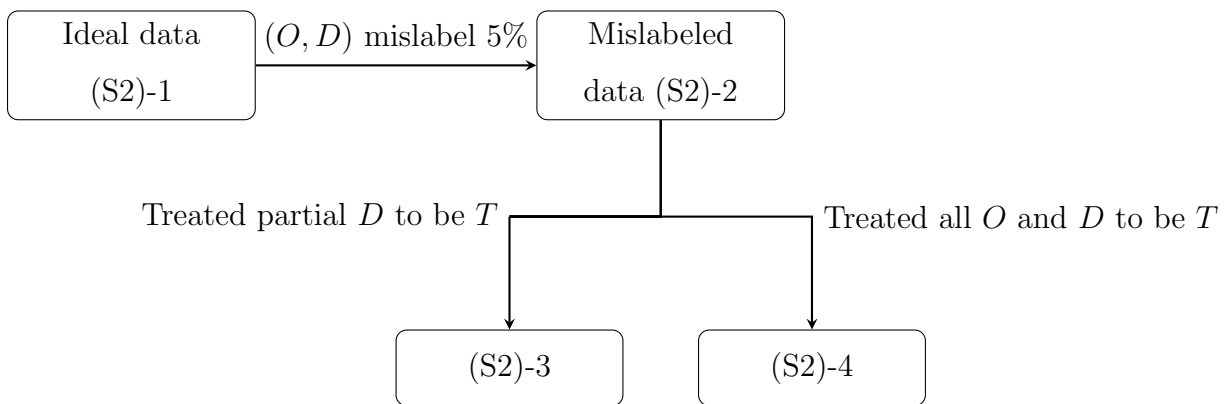 Ideal data
(S2)-1
(O, D) mislabel 5%
Mislabeled
data (S2)-2
Treated partial D to be T
Treated all O and D to be T
(S2)-3
(S2)-4